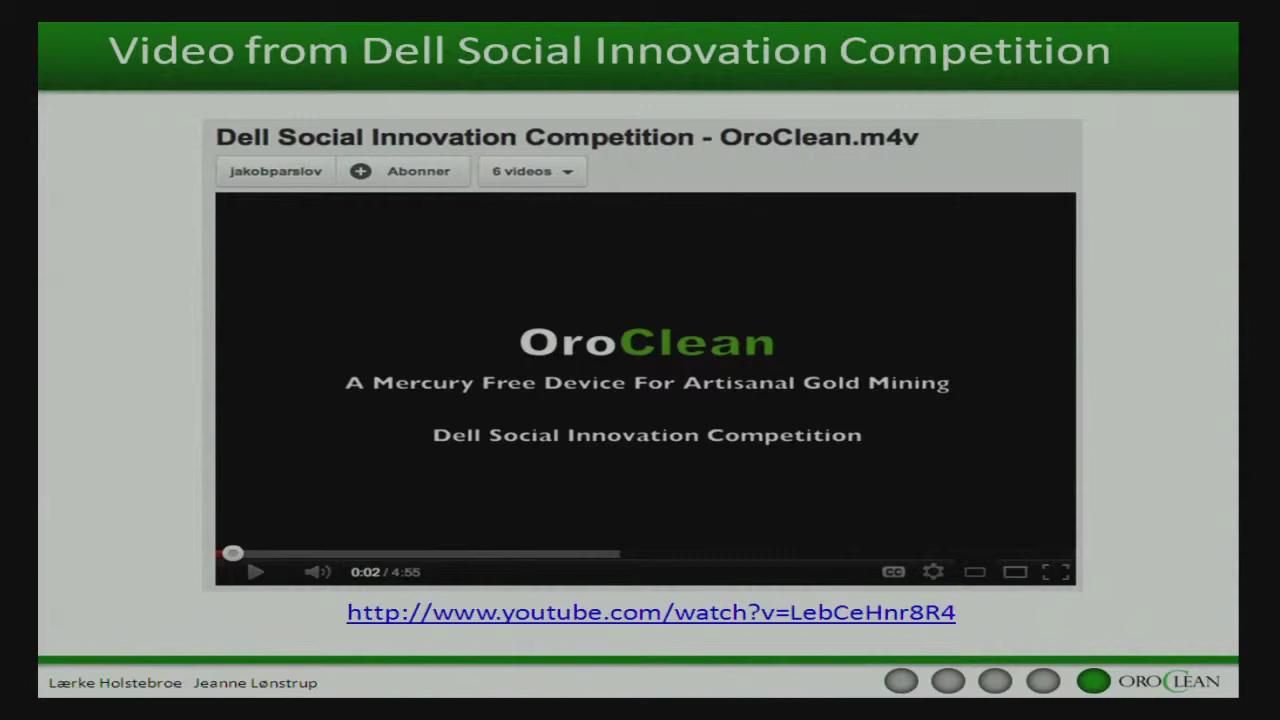 Video from Dell Social Innovation Competition
Dell Social Innovation Competition - OroClean.m4v
jakobparslov Abonner 6 videos
OroClean
A Mercury Free Device For Artisanal Gold Mining
Dell Social Innovation Competition
0:02 / 4:55 CC
http://www.youtube.com/watch?v=LebCeHnr8R4
Lærke Holstebroe Jeanne Lønstrup OROCLEAN